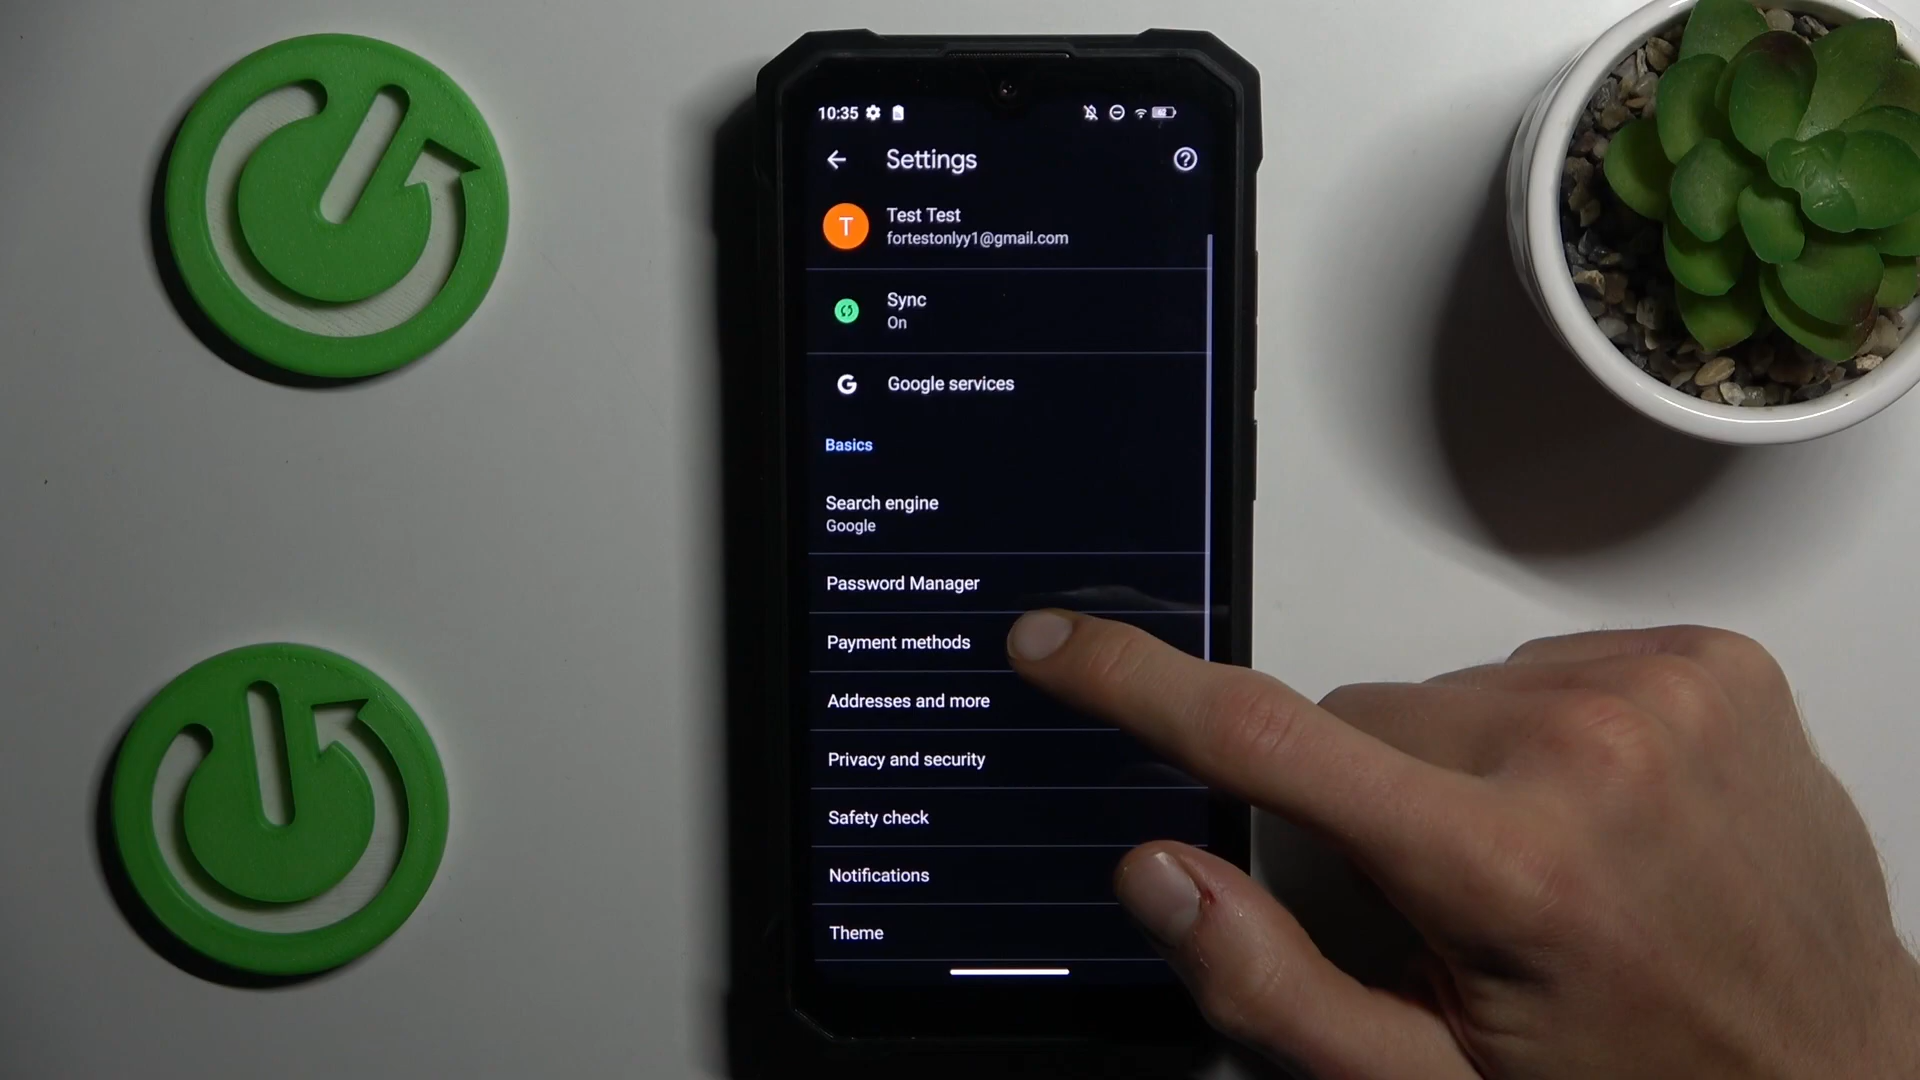 10:35
Settings
T
Test Test
fortestonlyy1@gmail.com
Sync
On
G
Google services
Basics
Search engine
Google
Password Manager
Payment methods
Addresses and more
Privacy and security
Safety check
Notifications
Theme